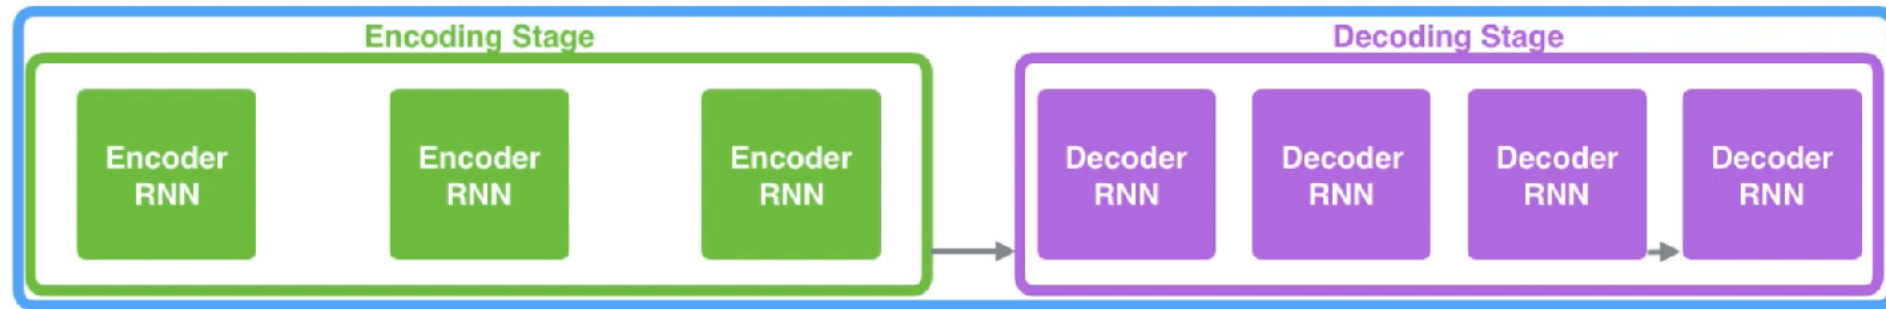 Encoding Stage
Decoding Stage
Encoder
RNN
Encoder
RNN
Encoder
RNN
Decoder
RNN
Decoder
RNN
Decoder
RNN
Decoder
RNN